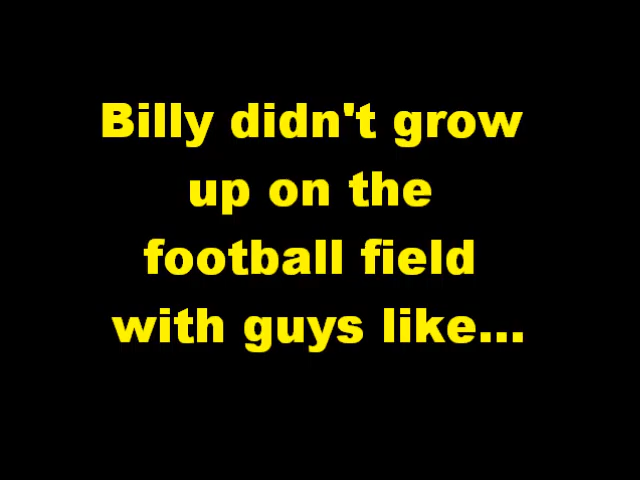 Billy didn't grow
up on the
football field
with guys like...